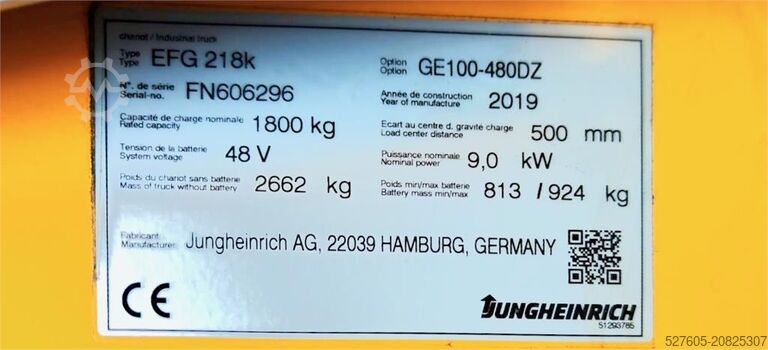 chariot / Industrial truck
Type
Type EFG 218k
Option
Option GE100-480DZ
N°. de série
Serial-no. FN606296
Année de construction
Year of manufacture 2019
Capacité de charge nominale
Rated capacity 1800 kg
Ecart au centre d. gravité charge
Load center distance 500 mm
Tension de la batterie
System voltage 48 V
Puissance nominale
Nominal power 9,0 kW
Poids du chariot sans batterie
Mass of truck without battery 2662 kg
Poids min/max batterie
Battery mass min/max 813 / 924 kg
Fabricant
Manufacturer Jungheinrich AG, 22039 HAMBURG, GERMANY
CE
JUNGHEINRICH
51293785
527605-20825307